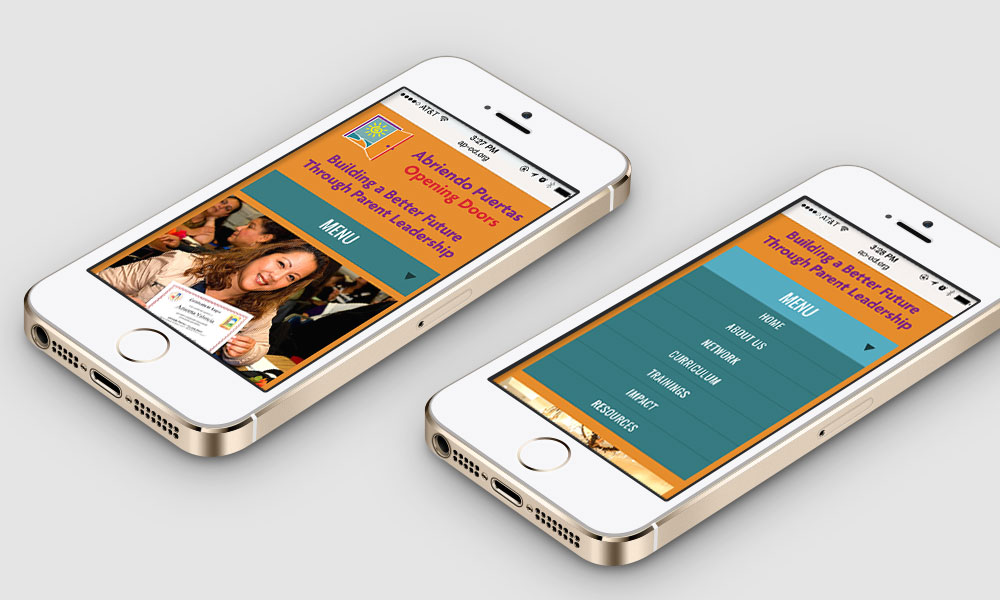 AT&T
3:27 PM
ap-od.org
Abriendo Puertas
Opening Doors
Building a Better Future
Through Parent Leadership
MENU
AT&T
3:28 PM
ap-od.org
Building a Better Future
Through Parent Leadership
MENU
HOME
ABOUT US
NETWORK
CURRICULUM
TRAININGS
IMPACT
RESOURCES